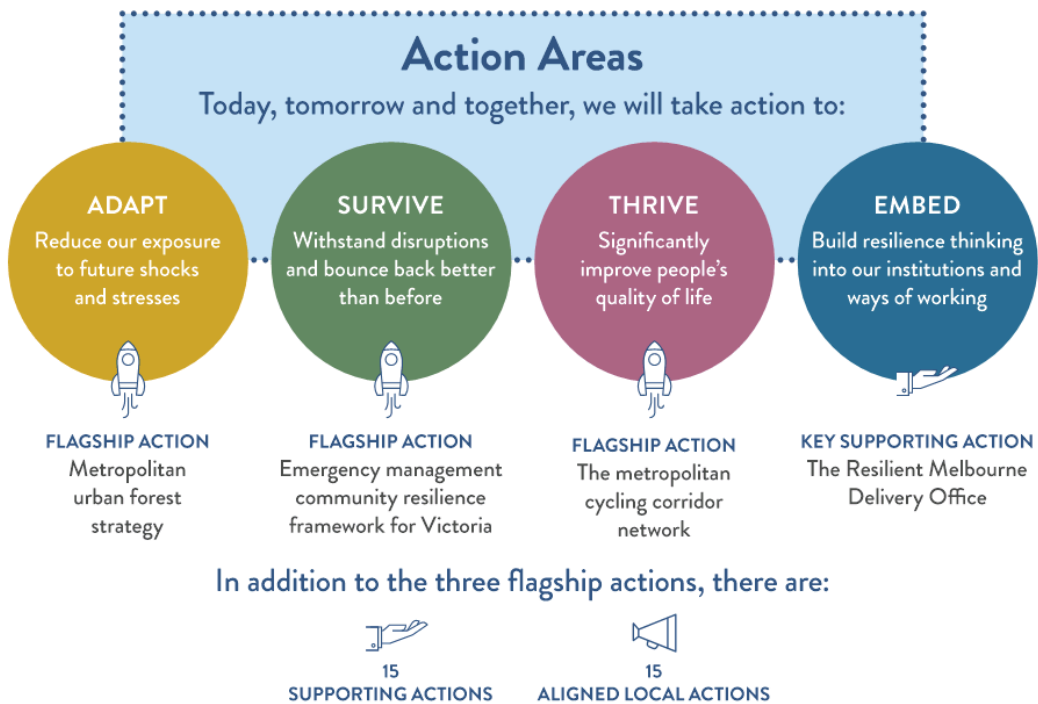 Action Areas
Today, tomorrow and together, we will take action to:
ADAPT
Reduce our exposure
to future shocks
and stresses
SURVIVE
Withstand disruptions
and bounce back better
than before
THRIVE
Significantly
improve people's
quality of life
EMBED
Build resilience thinking
into our institutions and
ways of working
FLAGSHIP ACTION
Metropolitan
urban forest
strategy
FLAGSHIP ACTION
Emergency management
community resilience
framework for Victoria
FLAGSHIP ACTION
The metropolitan
cycling corridor
network
KEY SUPPORTING ACTION
The Resilient Melbourne
Delivery Office
In addition to the three flagship actions, there are:
15
SUPPORTING ACTIONS
15
ALIGNED LOCAL ACTIONS